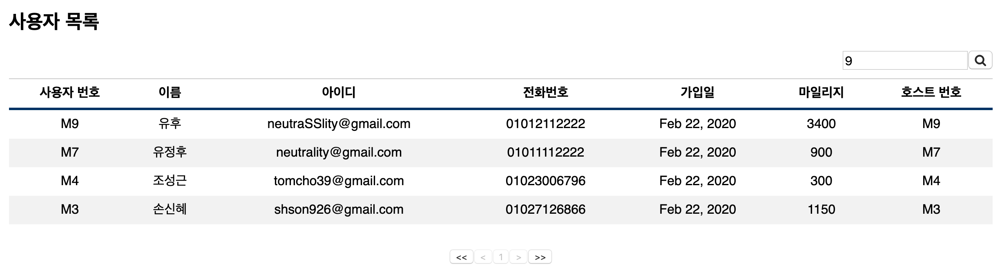 사용자 목록
9
사용자 번호 이름 아이디 전화번호 가입일 마일리지 호스트 번호
M9 유후 neutraSSlity@gmail.com 01012112222 Feb 22, 2020 3400 M9
M7 유정후 neutrality@gmail.com 01011112222 Feb 22, 2020 900 M7
M4 조성근 tomcho39@gmail.com 01023006796 Feb 22, 2020 300 M4
M3 손신혜 shson926@gmail.com 01027126866 Feb 22, 2020 1150 M3
<< < 1 > >>